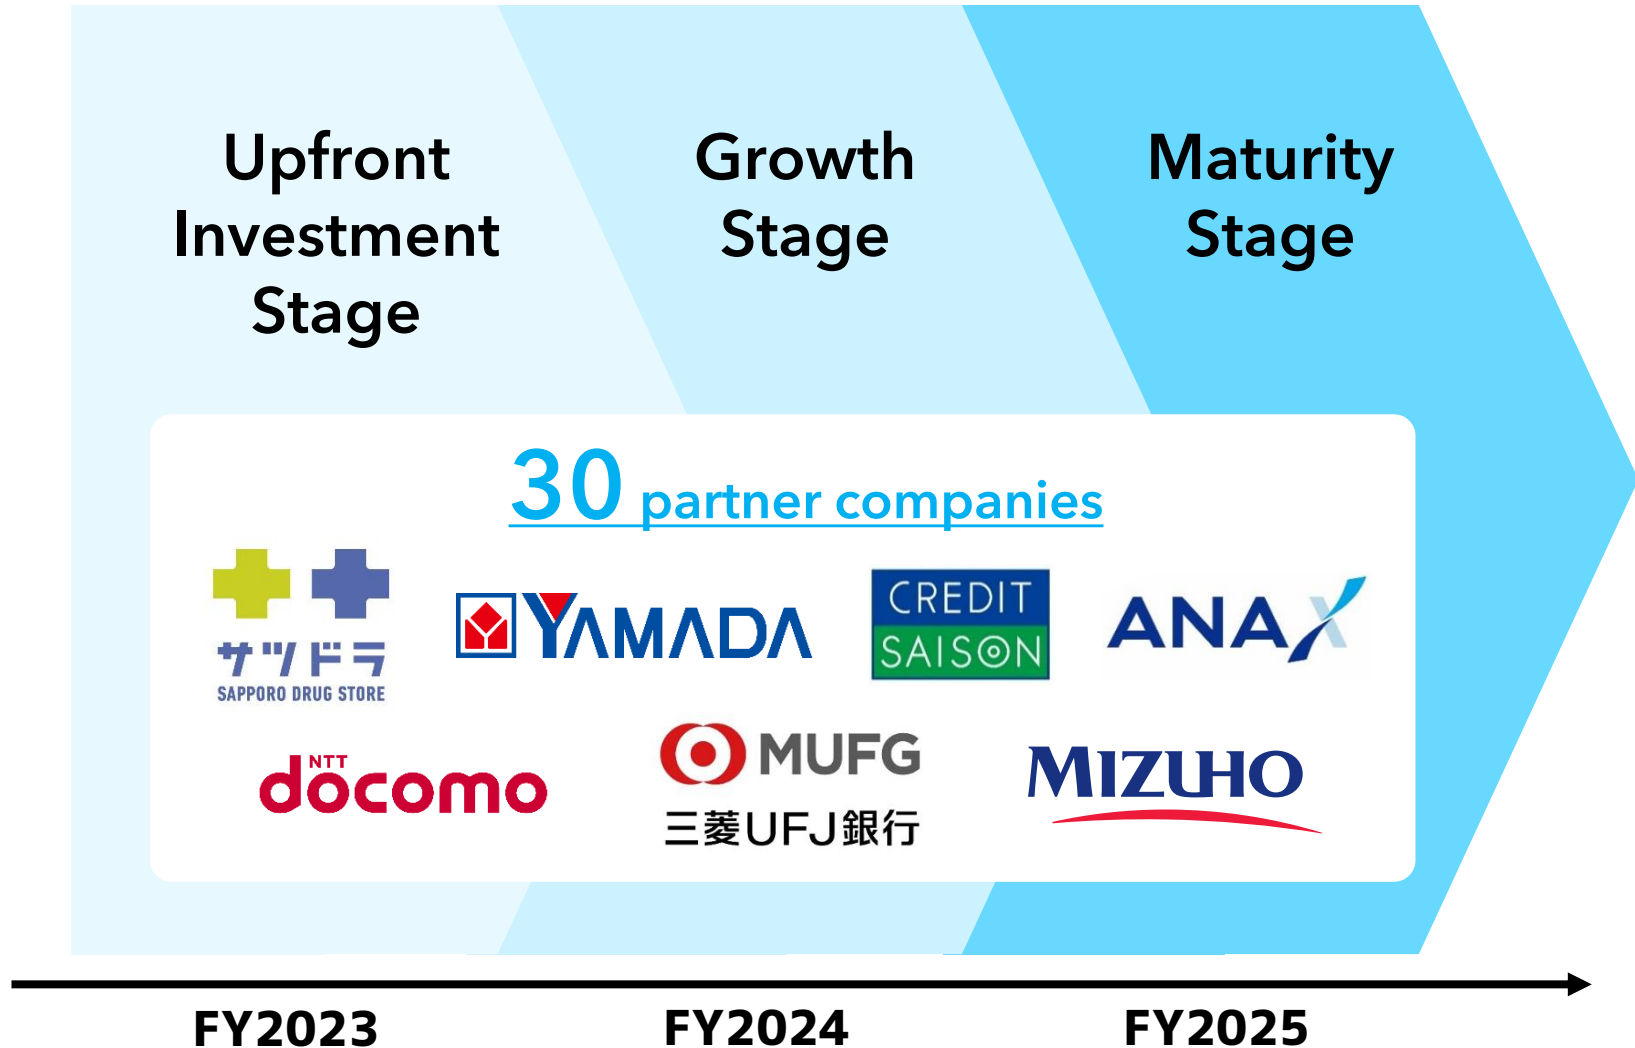 Upfront
Investment
Stage
Growth
Stage
Maturity
Stage
30 partner companies
サツドラ
SAPPORO DRUG STORE
YAMADA
CREDIT
SAISON
ANA X
NTT
docomo
MUFG
三菱UFJ銀行
MIZUHO
FY2023
FY2024
FY2025